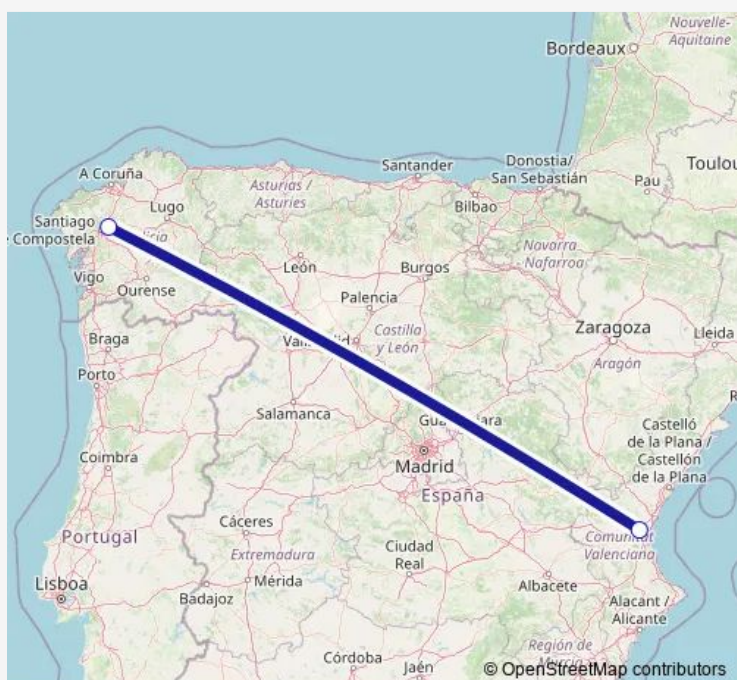 Nouvelle-
Aquitaine
Bordeaux
A Coruña
Santander
Donostia/
San Sebastián
Toulou
Asturias /
Asturies
Pau
Lugo
Bilbao
Santiago
e Compostela
León
Navarra
Nafarroa
Vigo
Ourense
Burgos
Palencia
Zaragoza
Braga
Castilla
y León
Lleida
Aragón
Porto
Salamanca
Castelló
de la Plana /
Castellón
de la Plana
Coimbra
Madrid
España
Portugal
Cáceres
Comunitat
Valenciana
Extremadura
Ciudad
Real
Lisboa
Mérida
Albacete
Badajoz
Alacant /
Alicante
Región de
Murcia
Córdoba
Jaén
© OpenStreetMap contributors